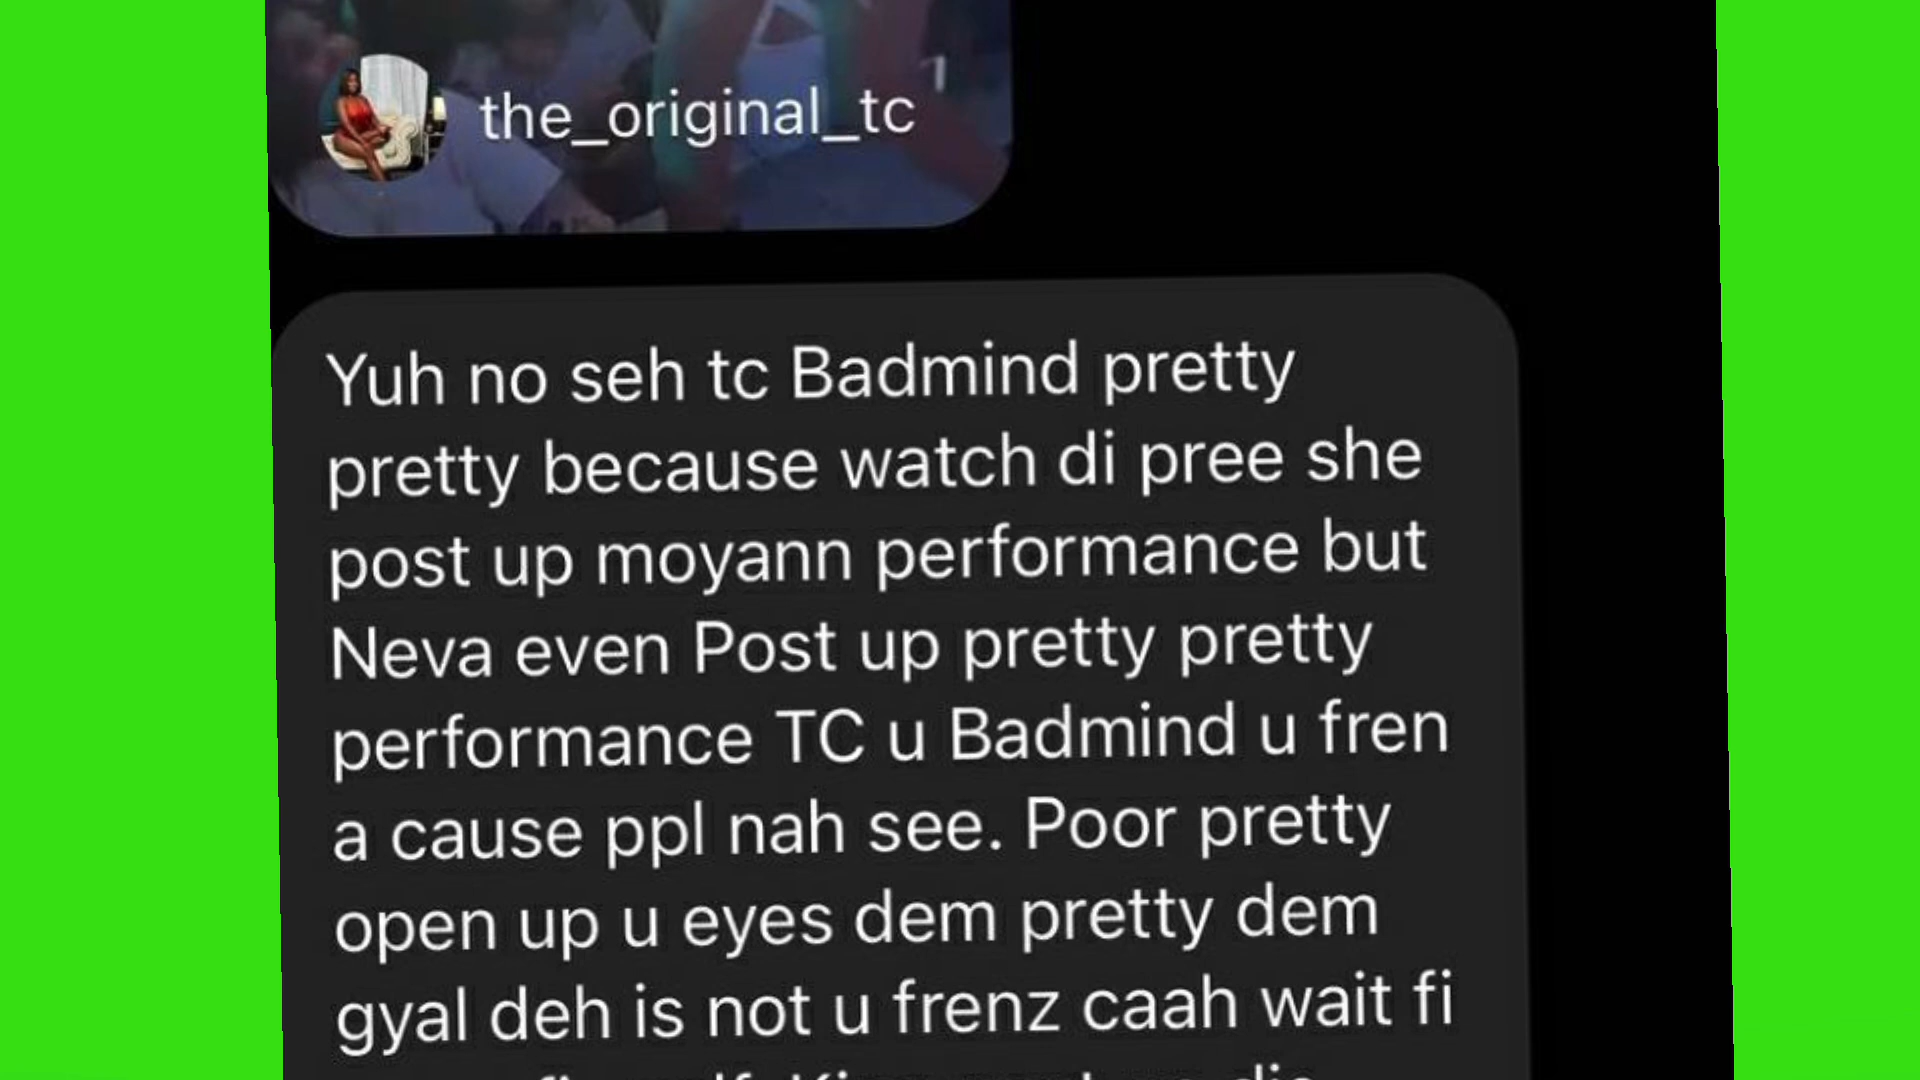 the_original_tc
Yuh no seh tc Badmind pretty
pretty because watch di pree she
post up moyann performance but
Neva even Post up pretty pretty
performance TC u Badmind u fren
a cause ppl nah see. Poor pretty
open up u eyes dem pretty dem
gyal deh is not u frenz caah wait fi